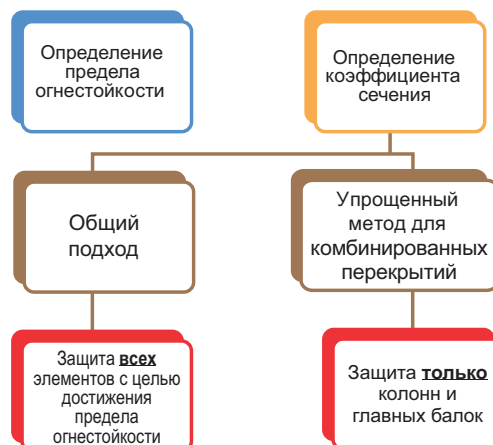 Определение
предела
огнестойкости
Определение
коэффициента
сечения
Общий
подход
Упрощенный
метод для
комбинированных
перекрытий
Защита всех
элементов с целью
достижения
предела
огнестойкости
Защита только
колонн и
главных балок